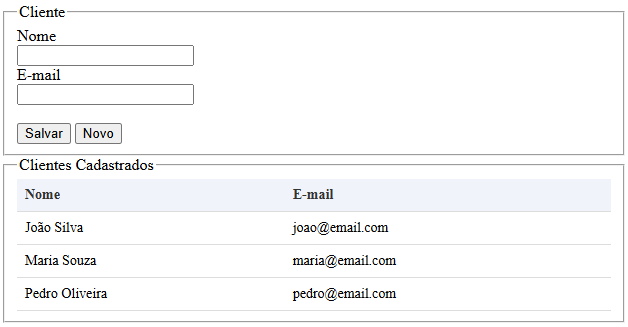 Cliente
Nome
E-mail
Salvar Novo
Clientes Cadastrados
Nome E-mail
João Silva joao@email.com
Maria Souza maria@email.com
Pedro Oliveira pedro@email.com